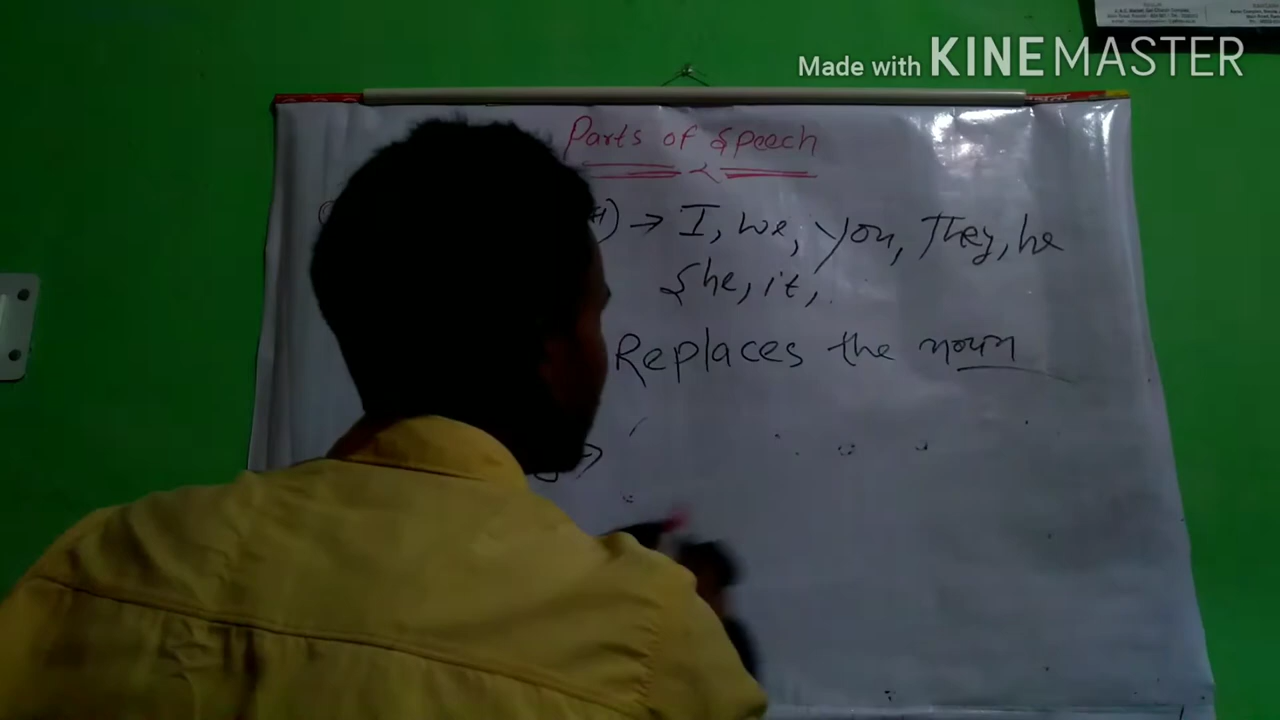 Made with KINEMASTER
Parts of Speech
) → I, we, you, They, he
She, it,
Replaces the noun